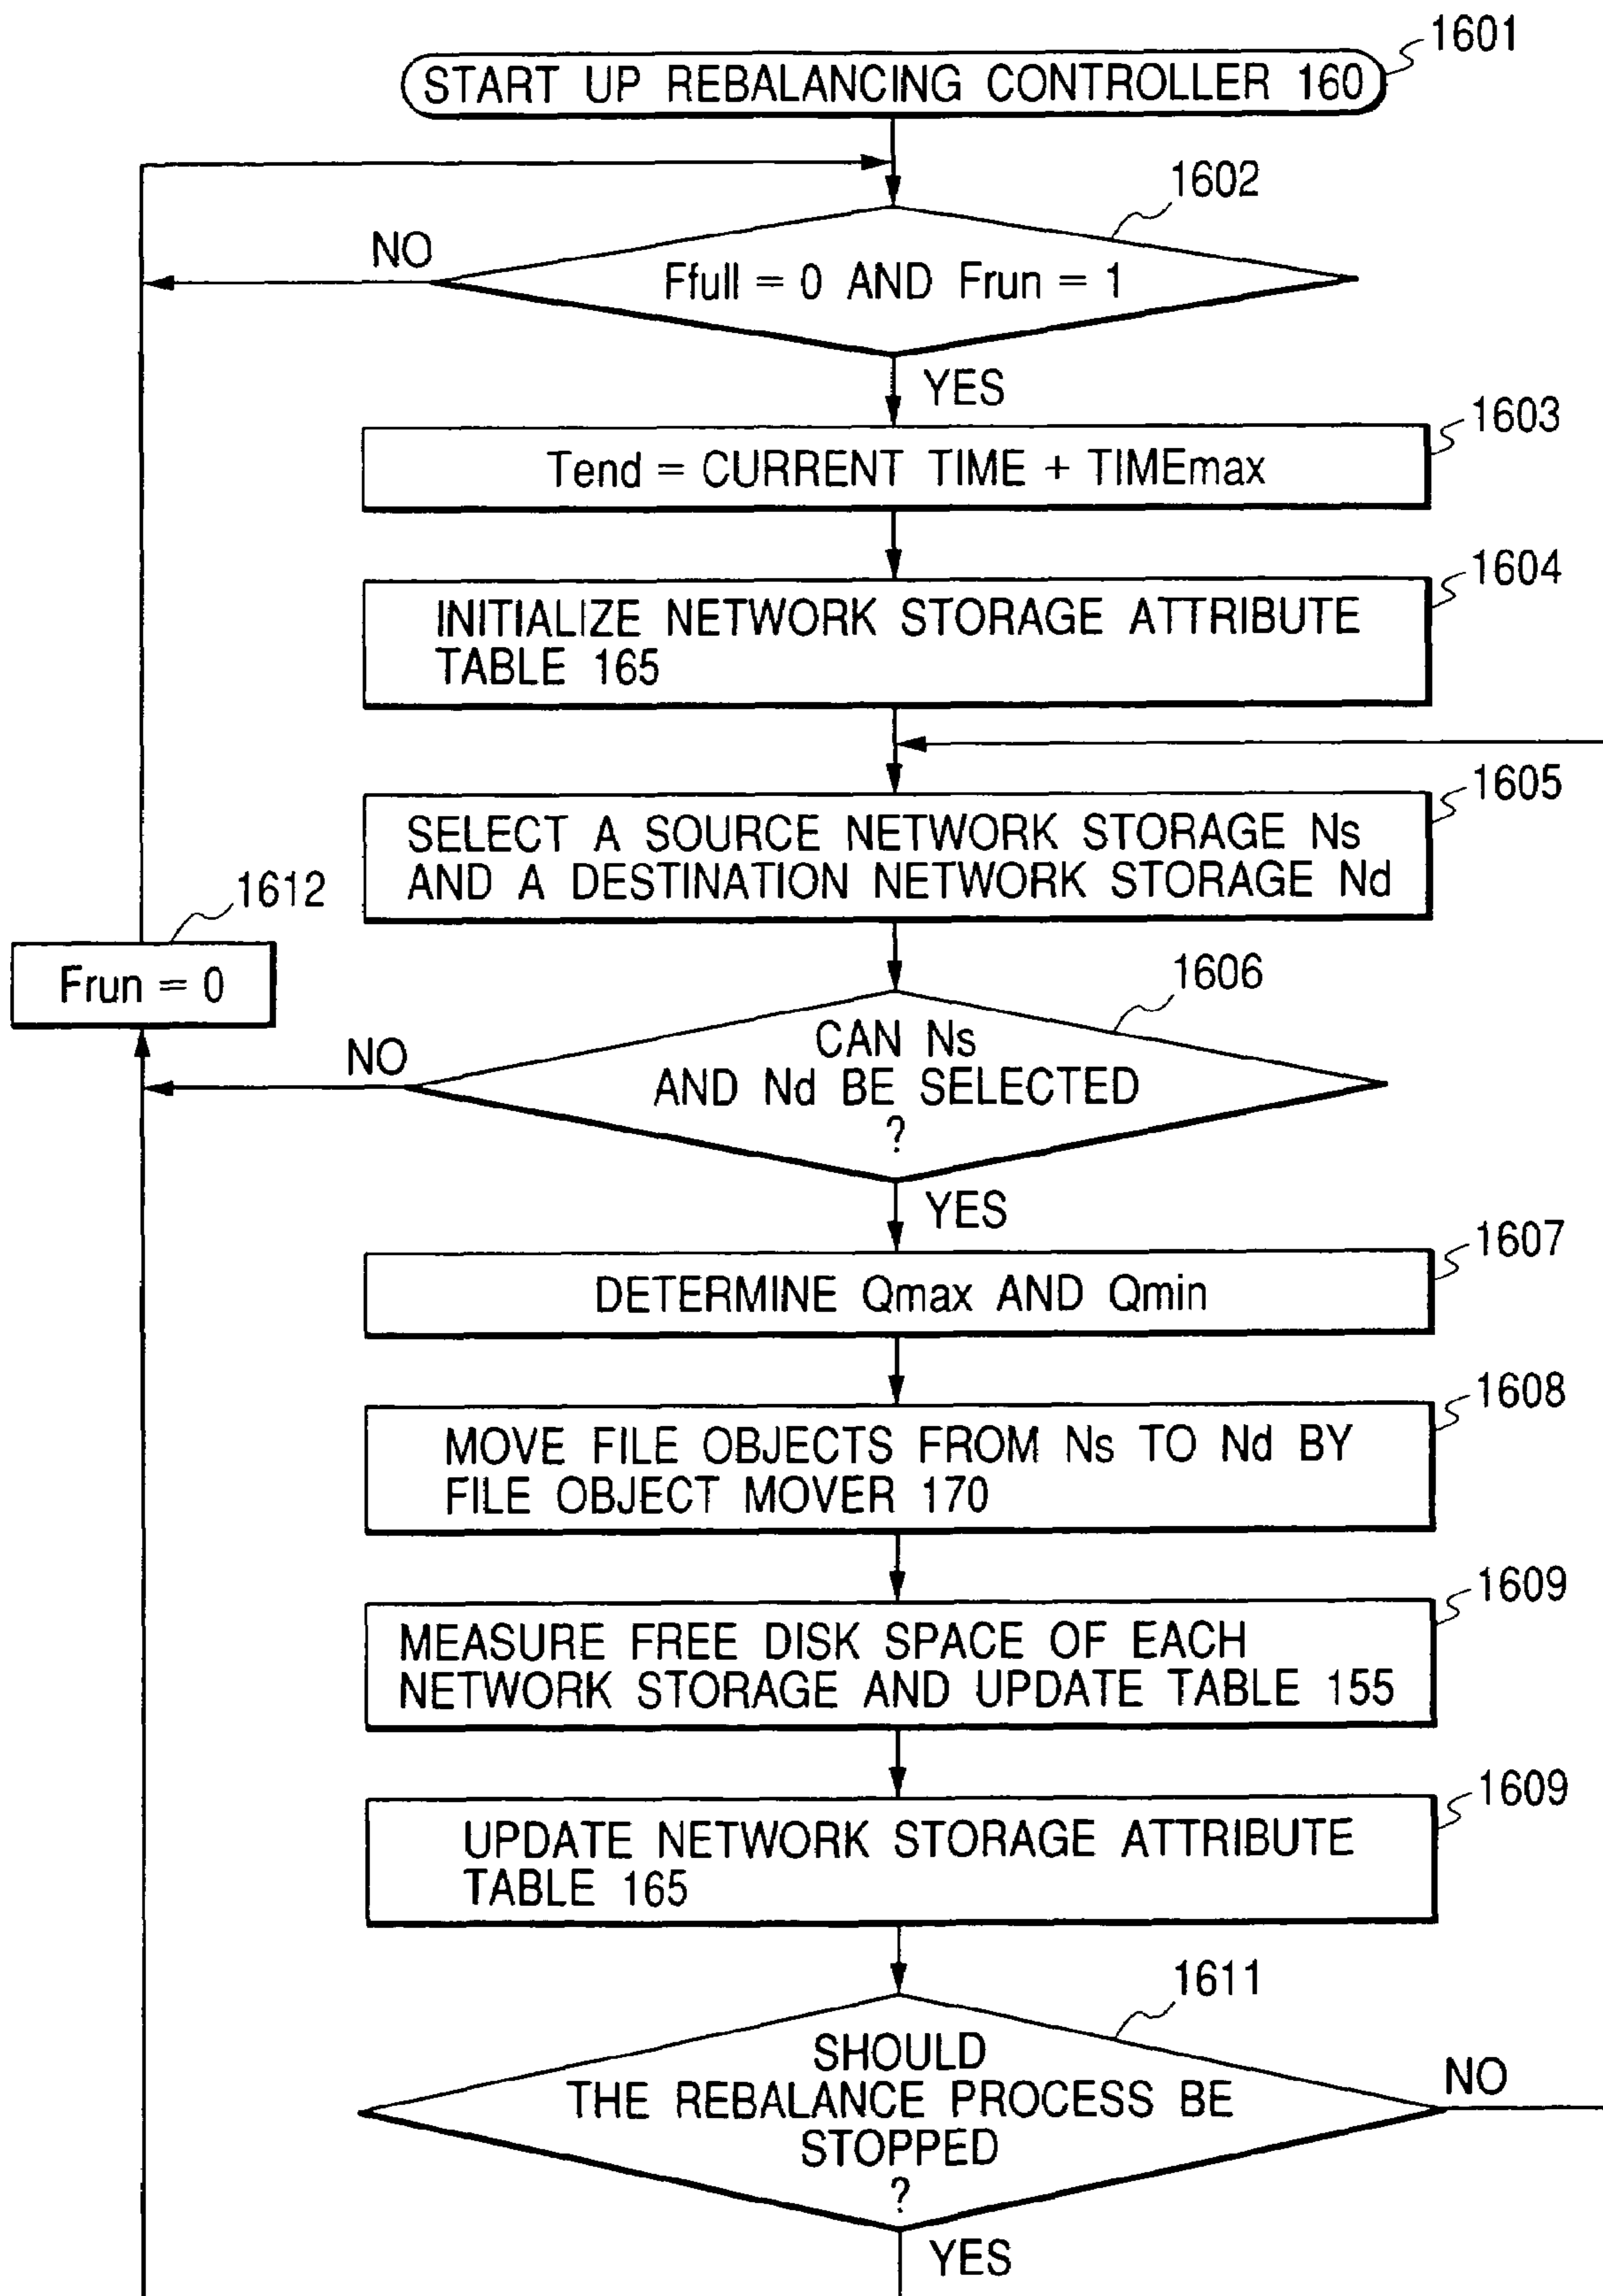 1601
START UP REBALANCING CONTROLLER 160
1602
NO
Ffull = 0 AND Frun = 1
YES
1603
Tend = CURRENT TIME + TIMEmax
1604
INITIALIZE NETWORK STORAGE ATTRIBUTE
TABLE 165
1605
SELECT A SOURCE NETWORK STORAGE Ns
AND A DESTINATION NETWORK STORAGE Nd
1612
Frun = 0
1606
NO
CAN Ns
AND Nd BE SELECTED
?
YES
1607
DETERMINE Qmax AND Qmin
1608
MOVE FILE OBJECTS FROM Ns TO Nd BY
FILE OBJECT MOVER 170
1609
MEASURE FREE DISK SPACE OF EACH
NETWORK STORAGE AND UPDATE TABLE 155
1609
UPDATE NETWORK STORAGE ATTRIBUTE
TABLE 165
1611
SHOULD
THE REBALANCE PROCESS BE
STOPPED
?
NO
YES